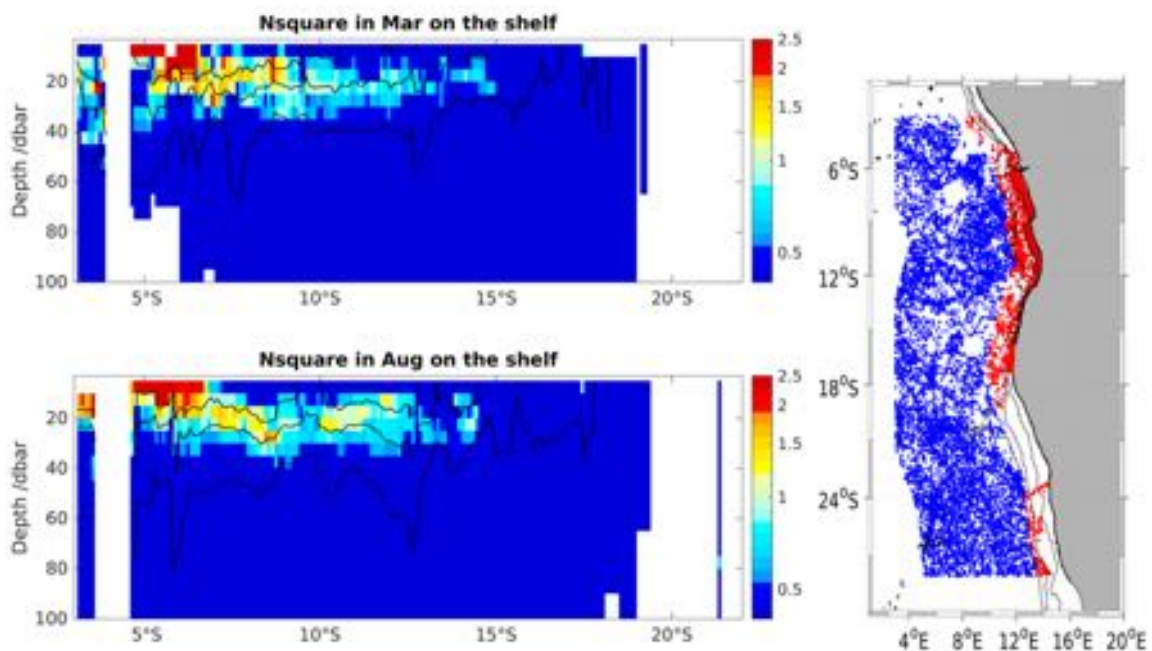 Nsquare in Mar on the shelf
Depth /dbar
20
40
60
80
100
5°S
10°S
15°S
20°S
2.5
2
1.5
1
0.5
Nsquare in Aug on the shelf
Depth /dbar
20
40
60
80
100
5°S
10°S
15°S
20°S
2.5
2
1.5
1
0.5
6°S
12°S
18°S
24°S
4°E
8°E
12°E
16°E
20°E